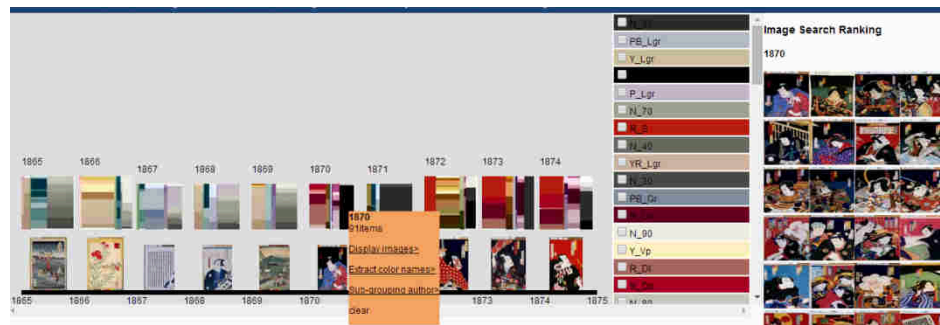 1865
1866
1867
1868
1869
1870
1871
1872
1873
1874
1870
91items
Display images>
Extract color names>
Sub-grouping author>
clear
1865
1866
1867
1868
1869
1870
1873
1874
1875
PB_Lgr
Y_Lgr
P_Lgr
N_70
N_40
YR_Lgr
N_30
PB_Gr
N_90
Y_Vp
R_Dl
N_80
Image Search Ranking
1870